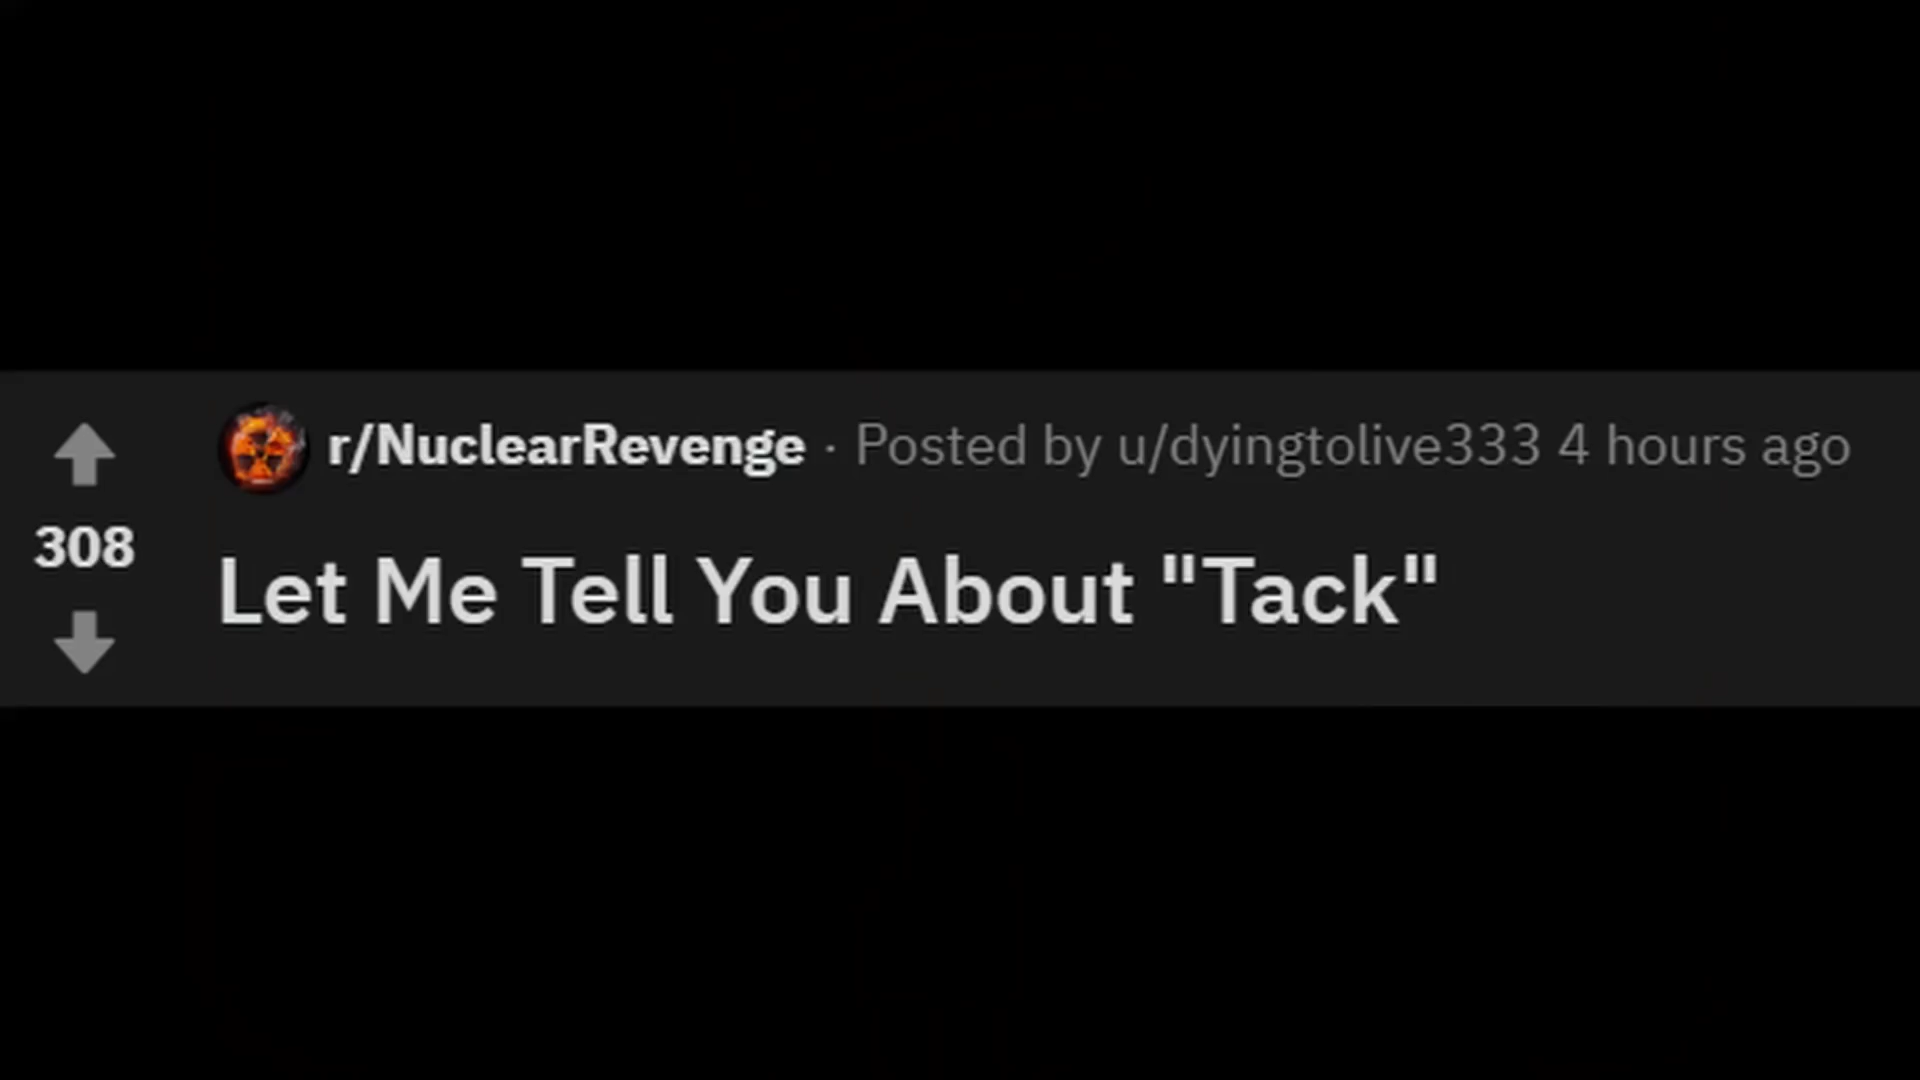 r/NuclearRevenge · Posted by u/dyingtolive333 4 hours ago
308
Let Me Tell You About "Tack"